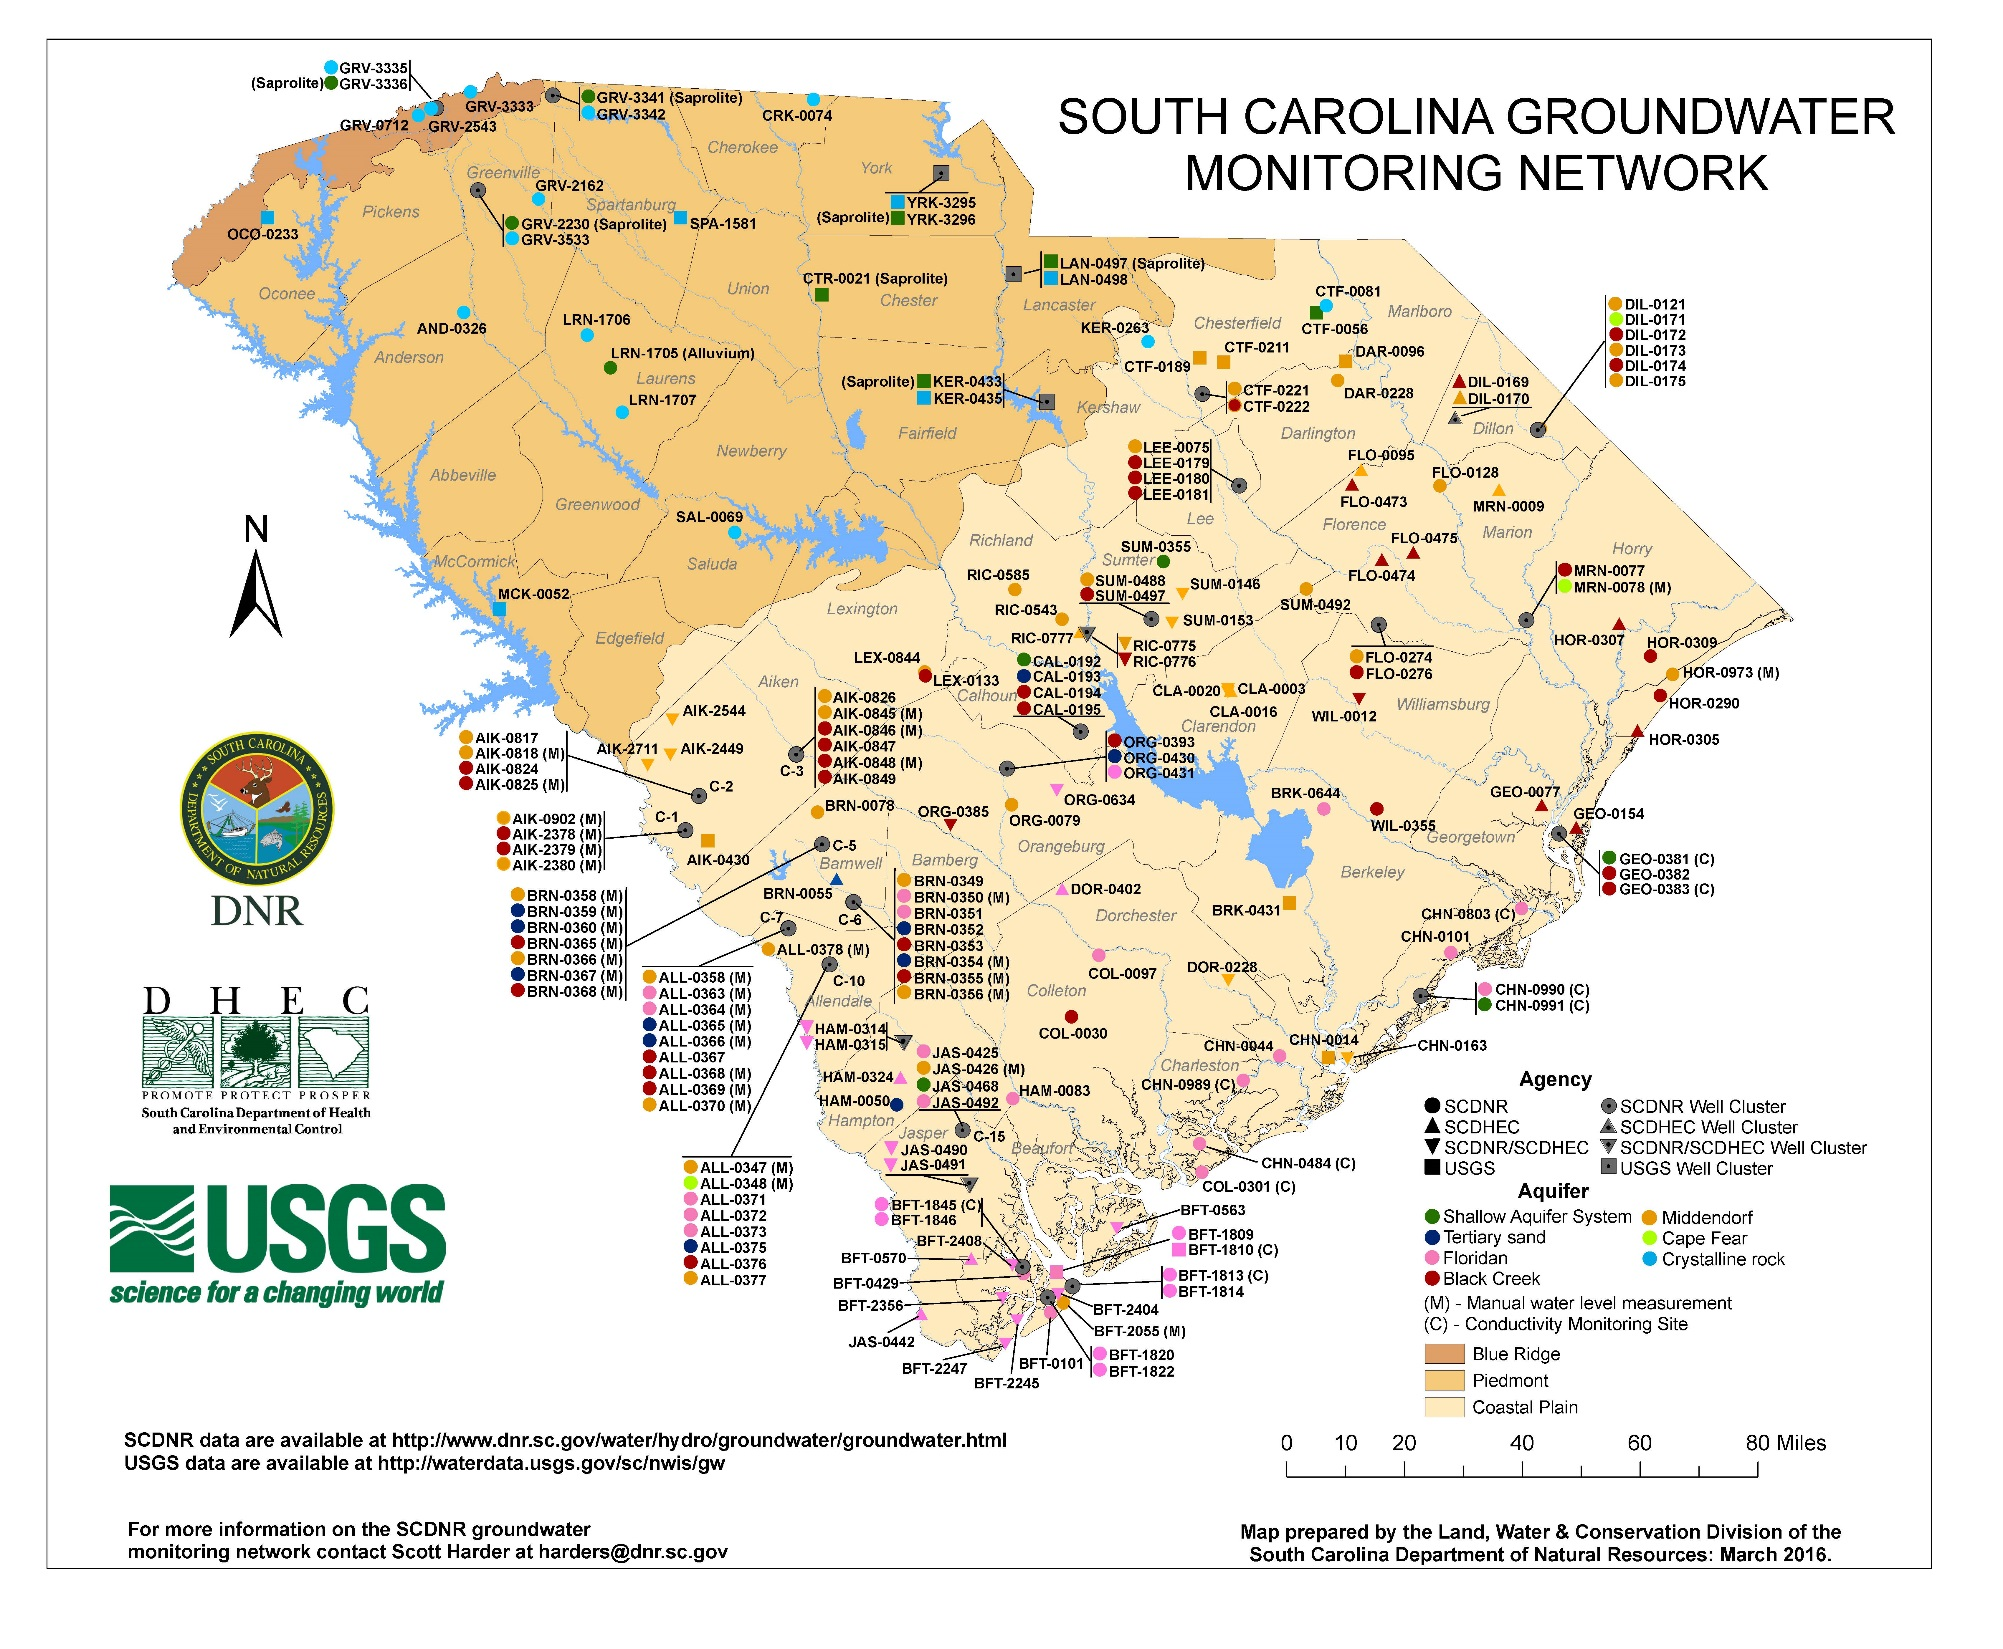 SOUTH CAROLINA GROUNDWATER
MONITORING NETWORK
GRV-3335
(Saprolite) GRV-3336
GRV-3333
GRV-0712
GRV-2543
GRV-3341 (Saprolite)
GRV-3342
CRK-0074
Cherokee
York
Greenville
GRV-2162
Spartanburg
Pickens
GRV-2230 (Saprolite)
GRV-3533
SPA-1581
YRK-3295
(Saprolite) YRK-3296
OCO-0233
Oconee
LAN-0497 (Saprolite)
LAN-0498
CTR-0021 (Saprolite)
Union
Chester
Lancaster
CTF-0081
CTF-0056
Marlboro
Chesterfield
KER-0263
AND-0326
LRN-1706
Anderson
LRN-1705 (Alluvium)
Laurens
LRN-1707
CTF-0211
CTF-0189
DAR-0096
DAR-0228
DIL-0121
DIL-0171
DIL-0172
DIL-0173
DIL-0174
DIL-0175
(Saprolite) KER-0433
KER-0435
Kershaw
CTF-0221
CTF-0222
DIL-0169
DIL-0170
Dillon
Fairfield
Darlington
Newberry
Abbeville
Greenwood
LEE-0075
LEE-0179
LEE-0180
LEE-0181
Lee
FLO-0095
FLO-0473
FLO-0128
MRN-0009
Florence
Marion
N
SAL-0069
Saluda
McCormick
MCK-0052
Edgefield
Richland
Lexington
SUM-0355
Sumter
FLO-0475
FLO-0474
Horry
RIC-0585
RIC-0543
RIC-0777
SUM-0488
SUM-0497
SUM-0146
SUM-0153
SUM-0492
MRN-0077
MRN-0078 (M)
HOR-0307
HOR-0309
HOR-0973 (M)
HOR-0290
HOR-0305
RIC-0775
RIC-0776
LEX-0844
LEX-0133
Calhoun
CAL-0192
CAL-0193
CAL-0194
CAL-0195
FLO-0274
FLO-0276
CLA-0020
CLA-0003
CLA-0016
Clarendon
WIL-0012
Williamsburg
Aiken
AIK-2544
AIK-2711
AIK-2449
AIK-0826
AIK-0845 (M)
AIK-0846 (M)
AIK-0847
AIK-0848 (M)
AIK-0849
C-3
AIK-0817
AIK-0818 (M)
AIK-0824
AIK-0825 (M)
C-2
ORG-0393
ORG-0430
ORG-0431
ORG-0634
ORG-0385
ORG-0079
Orangeburg
BRK-0644
WIL-0355
GEO-0077
GEO-0154
Georgetown
GEO-0381 (C)
GEO-0382
GEO-0383 (C)
SOUTH CAROLINA
DEPARTMENT OF NATURAL RESOURCES
DNR
BRN-0078
C-1
AIK-0902 (M)
AIK-2378 (M)
AIK-2379 (M)
AIK-2380 (M)
AIK-0430
C-5
Barnwell
Bamberg
BRN-0055
C-6
BRN-0358 (M)
BRN-0359 (M)
BRN-0360 (M)
BRN-0365 (M)
BRN-0366 (M)
BRN-0367 (M)
BRN-0368 (M)
BRN-0349
BRN-0350 (M)
BRN-0351
BRN-0352
BRN-0353
BRN-0354 (M)
BRN-0355 (M)
BRN-0356 (M)
Berkeley
BRK-0431
DOR-0402
Dorchester
DOR-0228
CHN-0803 (C)
CHN-0101
CHN-0990 (C)
CHN-0991 (C)
C-7
ALL-0378 (M)
C-10
Allendale
ALL-0358 (M)
ALL-0363 (M)
ALL-0364 (M)
ALL-0365 (M)
ALL-0366 (M)
ALL-0367
ALL-0368 (M)
ALL-0369 (M)
ALL-0370 (M)
COL-0097
Colleton
COL-0030
HAM-0314
HAM-0315
HAM-0324
HAM-0050
Hampton
JAS-0425
JAS-0426 (M)
JAS-0468
JAS-0492
HAM-0083
C-15
Jasper
JAS-0490
JAS-0491
Beaufort
CHN-0044
CHN-0014
CHN-0163
Charleston
CHN-0989 (C)
CHN-0484 (C)
COL-0301 (C)
D H E C
PROMOTE PROTECT PROSPER
South Carolina Department of Health
and Environmental Control
USGS
science for a changing world
ALL-0347 (M)
ALL-0348 (M)
ALL-0371
ALL-0372
ALL-0373
ALL-0375
ALL-0376
ALL-0377
BFT-1845 (C)
BFT-1846
BFT-2408
BFT-0570
BFT-0429
BFT-2356
JAS-0442
BFT-2247
BFT-2245
BFT-0101
BFT-0563
BFT-1809
BFT-1810 (C)
BFT-1813 (C)
BFT-1814
BFT-2404
BFT-2055 (M)
BFT-1820
BFT-1822
Agency
SCDNR
SCDHEC
SCDNR/SCDHEC
USGS
SCDNR Well Cluster
SCDHEC Well Cluster
SCDNR/SCDHEC Well Cluster
USGS Well Cluster
Aquifer
Shallow Aquifer System
Tertiary sand
Floridan
Black Creek
Middendorf
Cape Fear
Crystalline rock
(M) - Manual water level measurement
(C) - Conductivity Monitoring Site
Blue Ridge
Piedmont
Coastal Plain
0 10 20 40 60 80 Miles
SCDNR data are available at http://www.dnr.sc.gov/water/hydro/groundwater/groundwater.html
USGS data are available at http://waterdata.usgs.gov/sc/nwis/gw
For more information on the SCDNR groundwater
monitoring network contact Scott Harder at harders@dnr.sc.gov
Map prepared by the Land, Water & Conservation Division of the
South Carolina Department of Natural Resources: March 2016.